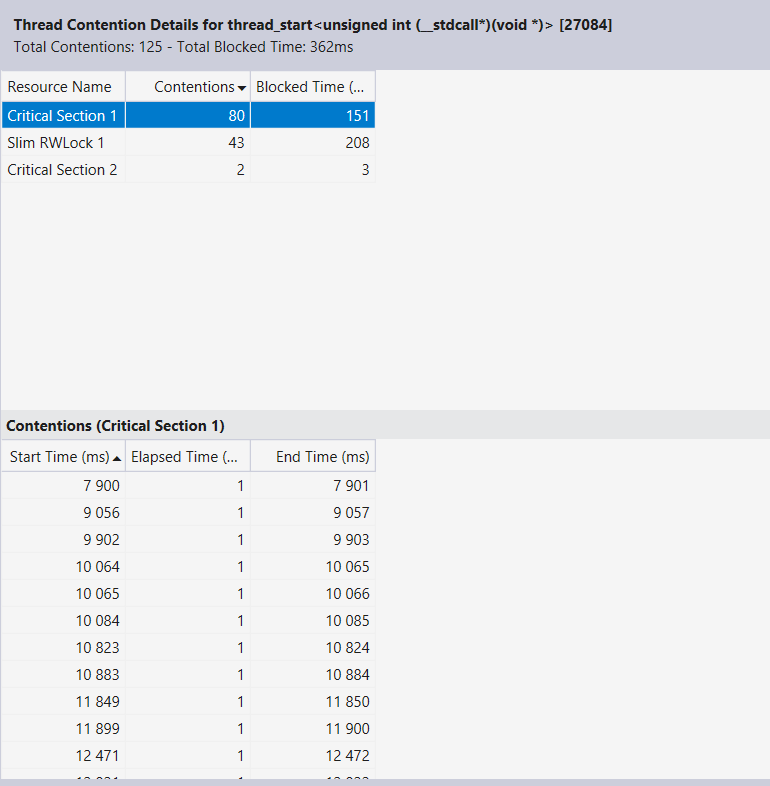 Thread Contention Details for thread_start<unsigned int (__stdcall*)(void *)> [27084]
Total Contentions: 125 - Total Blocked Time: 362ms
Resource Name Contentions Blocked Time (...
Critical Section 1 80 151
Slim RWLock 1 43 208
Critical Section 2 2 3
Contentions (Critical Section 1)
Start Time (ms) Elapsed Time (... End Time (ms)
7 900 1 7 901
9 056 1 9 057
9 902 1 9 903
10 064 1 10 065
10 065 1 10 066
10 084 1 10 085
10 823 1 10 824
10 883 1 10 884
11 849 1 11 850
11 899 1 11 900
12 471 1 12 472